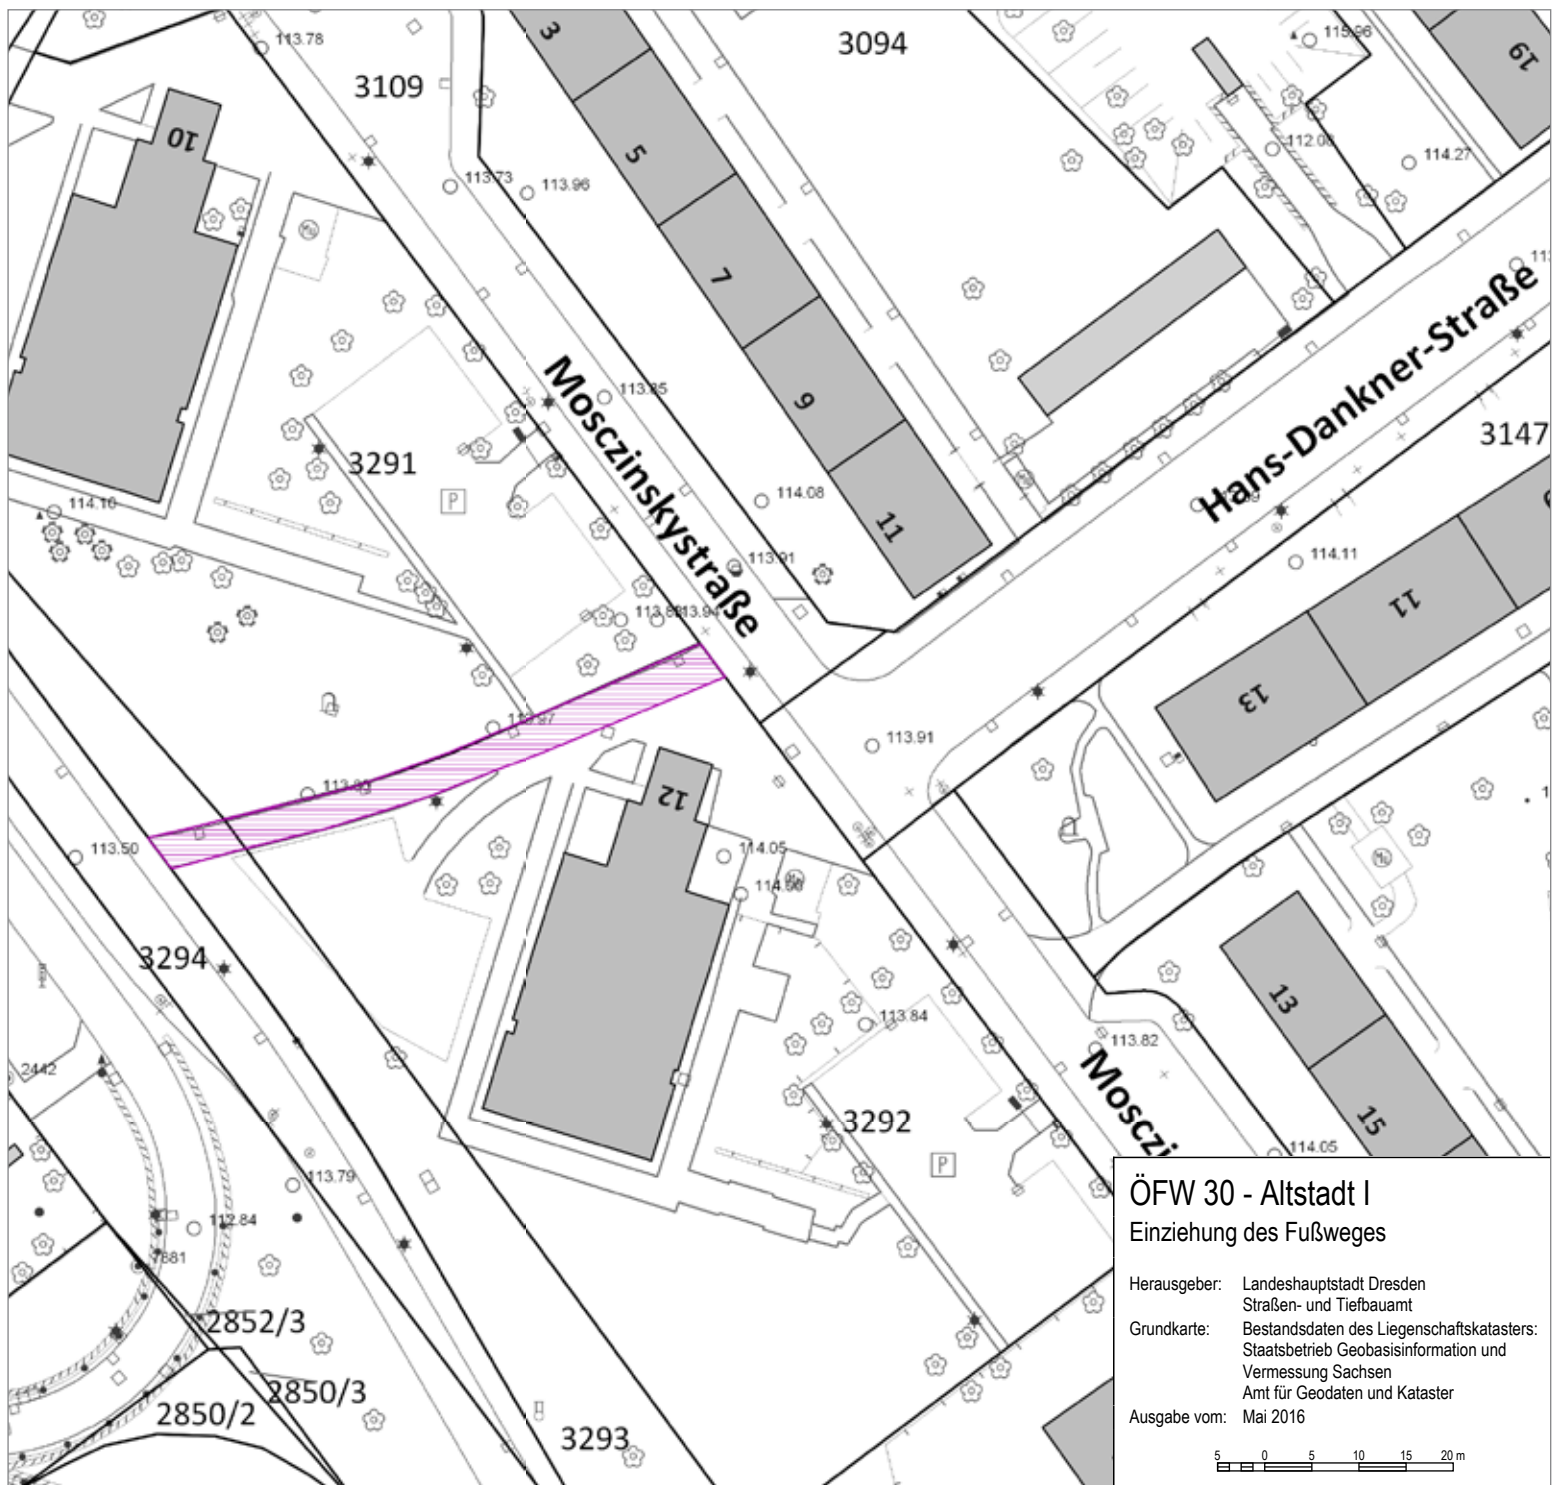 113.78
3109
3094
115.96
19
3
10
5
112.08
114.27
113.73
113.96
7
Hans-Dankner-Straße
Mosczinskystraße
113.85
9
3147
3291
P
114.08
114.10
11
113.91
114.11
11
13
113.97
113.91
12
113.50
114.05
3294
113.84
113.82
13
2442
Mosczi
15
3292
P
114.05
113.79
112.84
7881
2852/3
2850/3
2850/2
3293
ÖFW 30 - Altstadt I
Einziehung des Fußweges
Herausgeber: Landeshauptstadt Dresden
Straßen- und Tiefbauamt
Grundkarte: Bestandsdaten des Liegenschaftskatasters:
Staatsbetrieb Geobasisinformation und
Vermessung Sachsen
Amt für Geodaten und Kataster
Ausgabe vom: Mai 2016
5 0 5 10 15 20 m